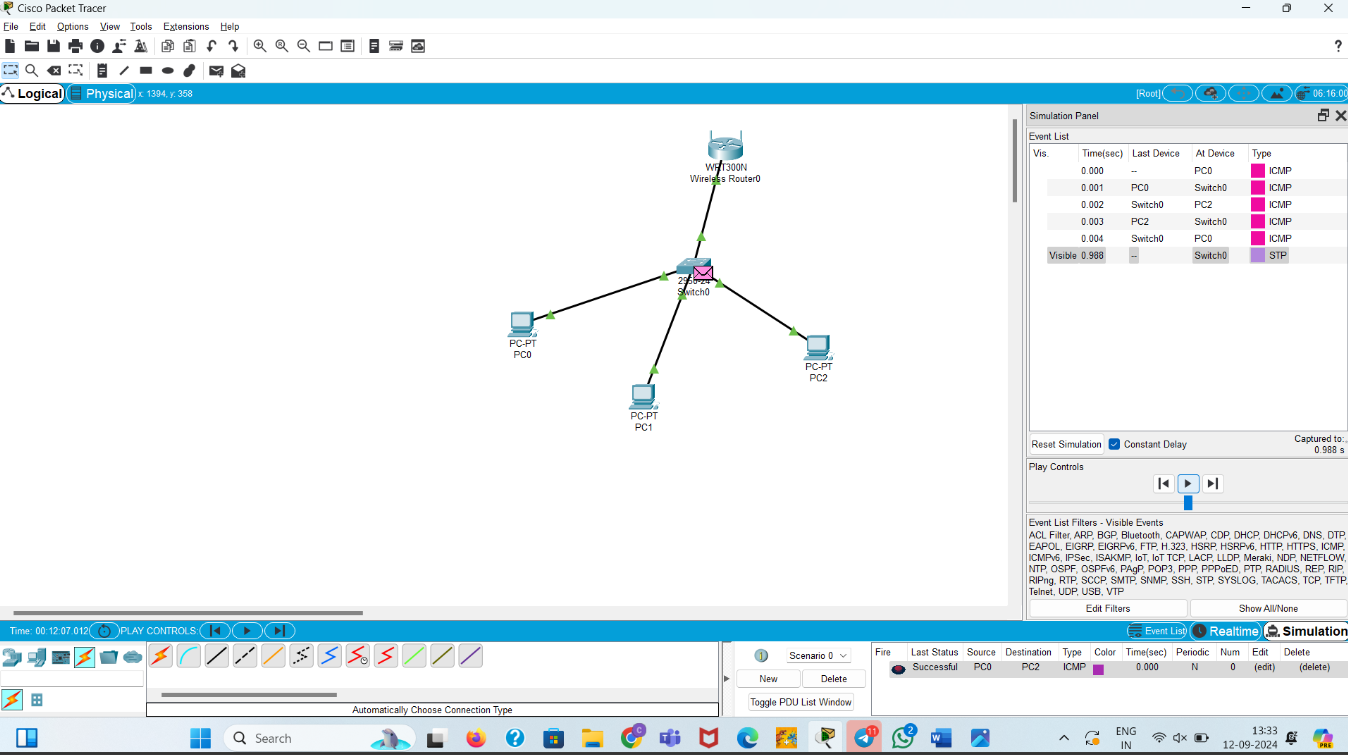 Cisco Packet Tracer
File Edit Options View Tools Extensions Help
?
Logical Physical x: 1394, y: 358 [Root] 06:16:00
WRT300N
Wireless Router0
2950-24
Switch0
PC-PT
PC0
PC-PT
PC1
PC-PT
PC2
Simulation Panel
Event List
Vis. Time(sec) Last Device At Device Type
0.000 -- PC0 ICMP
0.001 PC0 Switch0 ICMP
0.002 Switch0 PC2 ICMP
0.003 PC2 Switch0 ICMP
0.004 Switch0 PC0 ICMP
Visible 0.988 -- Switch0 STP
Reset Simulation Constant Delay Captured to:
0.988 s
Play Controls
Event List Filters - Visible Events
ACL Filter, ARP, BGP, Bluetooth, CAPWAP, CDP, DHCP, DHCPv6, DNS, DTP,
EAPOL, EIGRP, EIGRPv6, FTP, H.323, HSRP, HSRPv6, HTTP, HTTPS, ICMP,
ICMPv6, IPSec, ISAKMP, IoT, IoT TCP, LACP, LLDP, Meraki, NDP, NETFLOW,
NTP, OSPF, OSPFv6, PAgP, POP3, PPP, PPPoED, PTP, RADIUS, REP, RIP,
RIPng, RTP, SCCP, SMTP, SNMP, SSH, STP, SYSLOG, TACACS, TCP, TFTP,
Telnet, UDP, USB, VTP
Edit Filters Show All/None
Time: 00:12:07.012 PLAY CONTROLS: Event List Realtime Simulation
Automatically Choose Connection Type
Scenario 0
New Delete
Toggle PDU List Window
Fire Last Status Source Destination Type Color Time(sec) Periodic Num Edit Delete
Successful PC0 PC2 ICMP 0.000 N 0 (edit) (delete)
Search
C
11
2
ENG
IN
13:33
12-09-2024
PRE